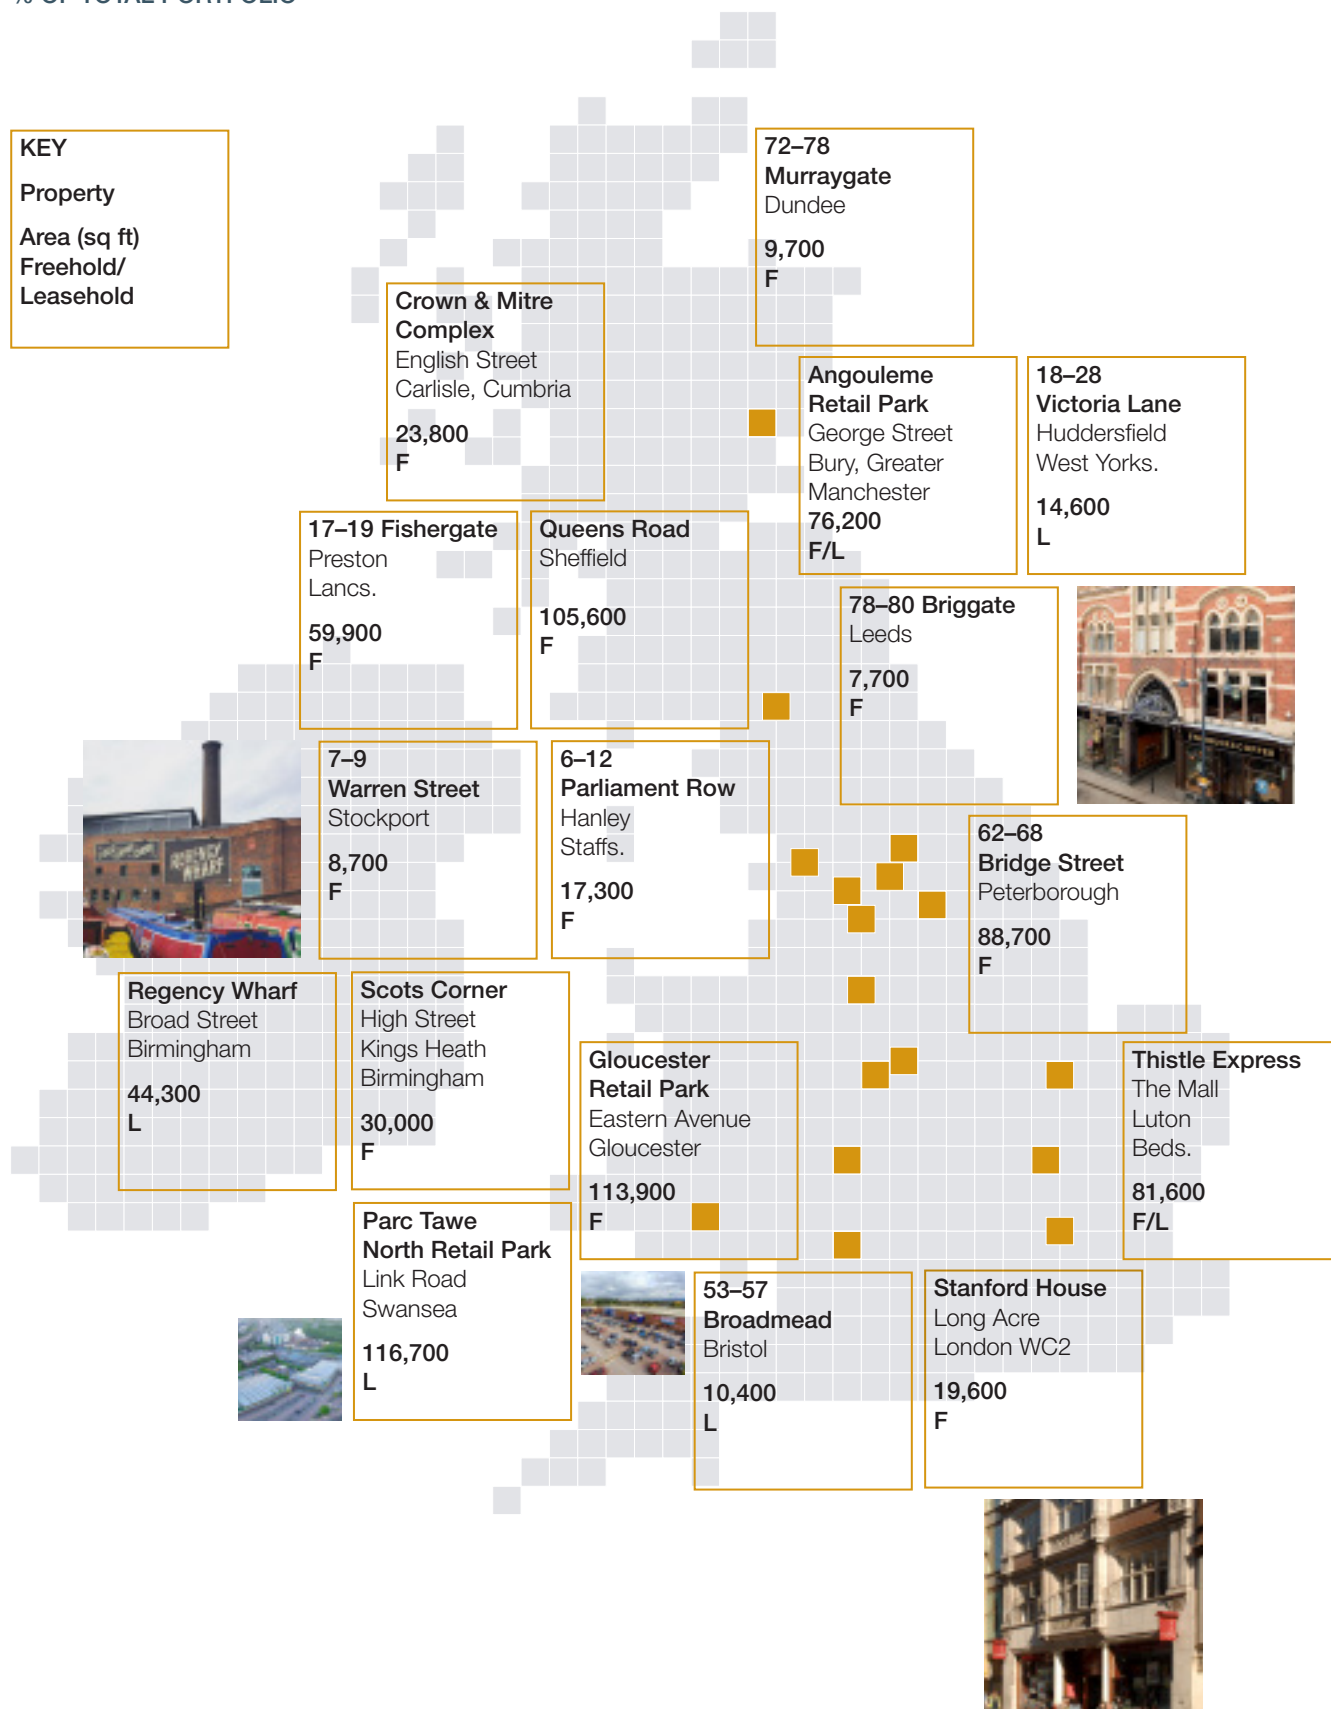 KEY
Property
Area (sq ft)
Freehold/
Leasehold
72–78
Murraygate
Dundee
9,700
F
Crown & Mitre
Complex
English Street
Carlisle, Cumbria
23,800
F
Angouleme
Retail Park
George Street
Bury, Greater
Manchester
76,200
F/L
18–28
Victoria Lane
Huddersfield
West Yorks.
14,600
L
17–19 Fishergate
Preston
Lancs.
59,900
F
Queens Road
Sheffield
105,600
F
78–80 Briggate
Leeds
7,700
F
7–9
Warren Street
Stockport
8,700
F
6–12
Parliament Row
Hanley
Staffs.
17,300
F
62–68
Bridge Street
Peterborough
88,700
F
REGENCY
WHARF
Regency Wharf
Broad Street
Birmingham
44,300
L
Scots Corner
High Street
Kings Heath
Birmingham
30,000
F
Gloucester
Retail Park
Eastern Avenue
Gloucester
113,900
F
Thistle Express
The Mall
Luton
Beds.
81,600
F/L
Parc Tawe
North Retail Park
Link Road
Swansea
116,700
L
53–57
Broadmead
Bristol
10,400
L
Stanford House
Long Acre
London WC2
19,600
F